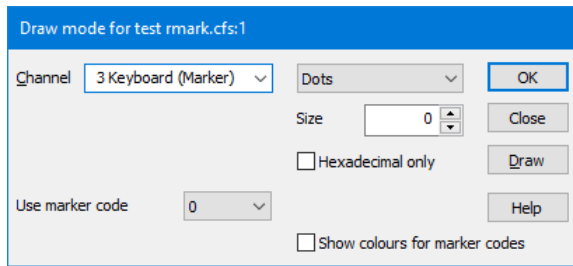 Draw mode for test rmark.cfs:1
Channel 3 Keyboard (Marker) Dots OK
Size 0 Close
Hexadecimal only Draw
Use marker code 0 Help
Show colours for marker codes